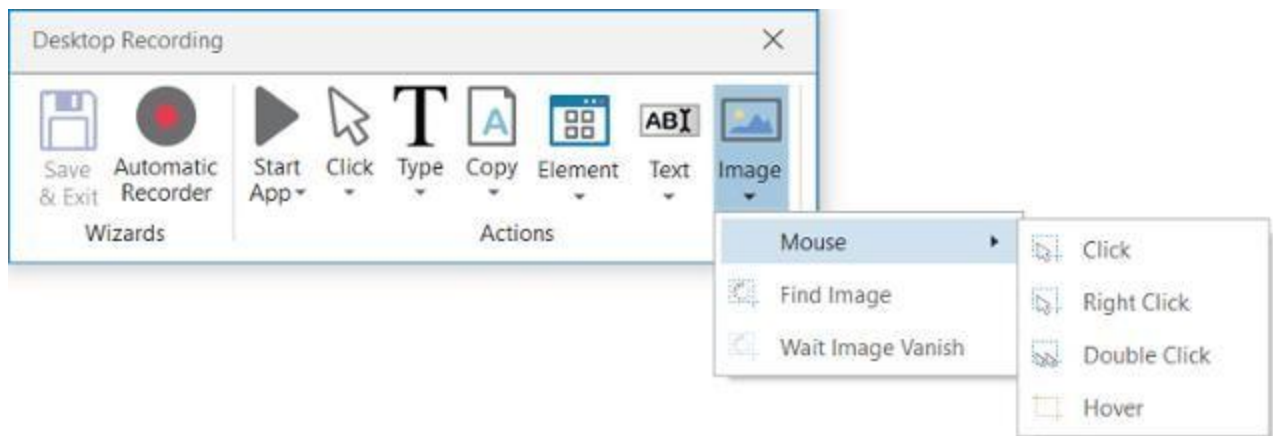 Desktop Recording
Save & Exit
Automatic Recorder
Start App
Click
Type
A
Copy
Element
ABI
Text
Image
Wizards
Actions
Mouse
Find Image
Wait Image Vanish
Click
Right Click
Double Click
Hover